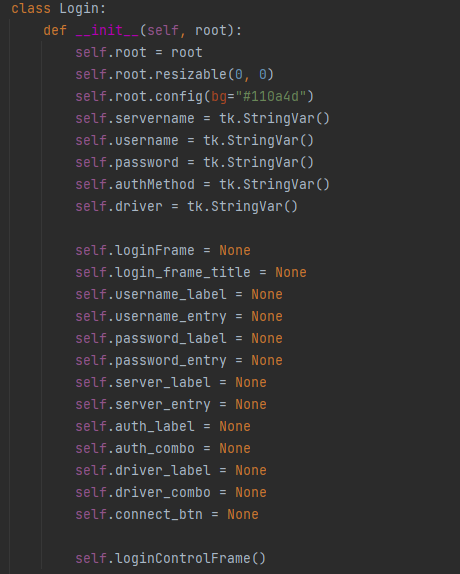 class Login:
    def __init__(self, root):
        self.root = root
        self.root.resizable(0, 0)
        self.root.config(bg="#110a4d")
        self.servername = tk.StringVar()
        self.username = tk.StringVar()
        self.password = tk.StringVar()
        self.authMethod = tk.StringVar()
        self.driver = tk.StringVar()

        self.loginFrame = None
        self.login_frame_title = None
        self.username_label = None
        self.username_entry = None
        self.password_label = None
        self.password_entry = None
        self.server_label = None
        self.server_entry = None
        self.auth_label = None
        self.auth_combo = None
        self.driver_label = None
        self.driver_combo = None
        self.connect_btn = None

        self.loginControlFrame()